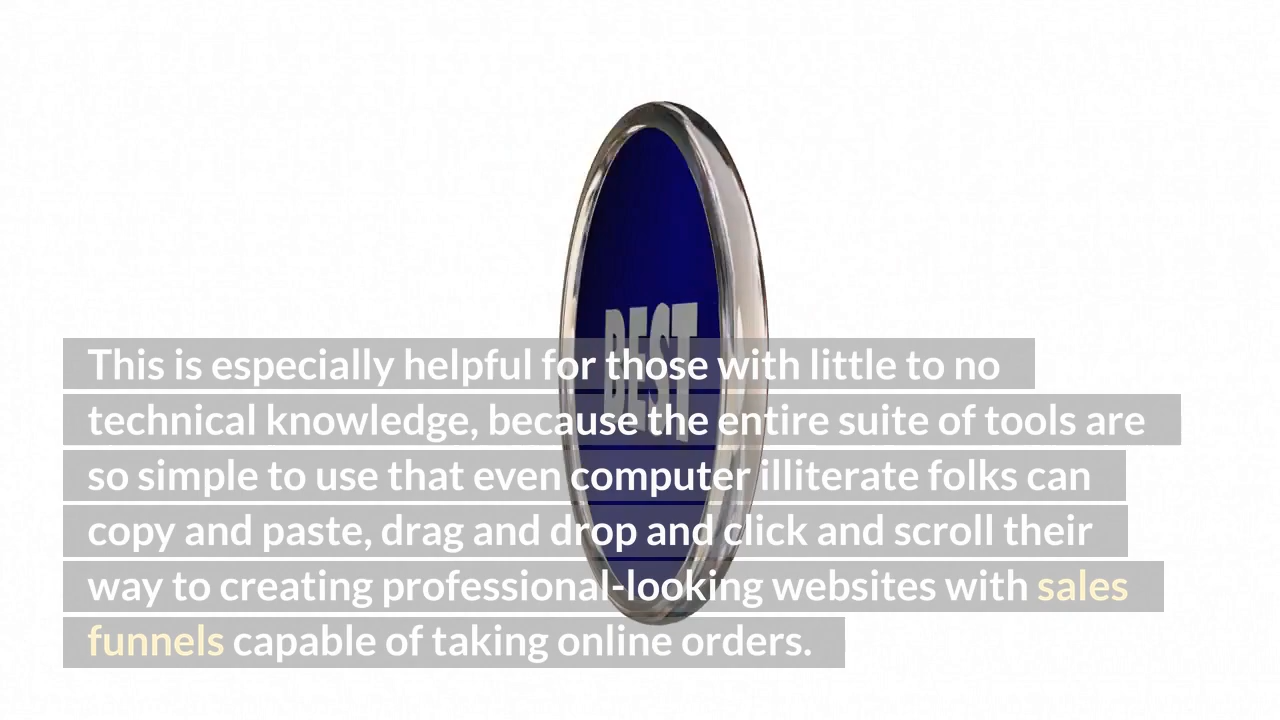 BEST
This is especially helpful for those with little to no
technical knowledge, because the entire suite of tools are
so simple to use that even computer illiterate folks can
copy and paste, drag and drop and click and scroll their
way to creating professional-looking websites with sales
funnels capable of taking online orders.